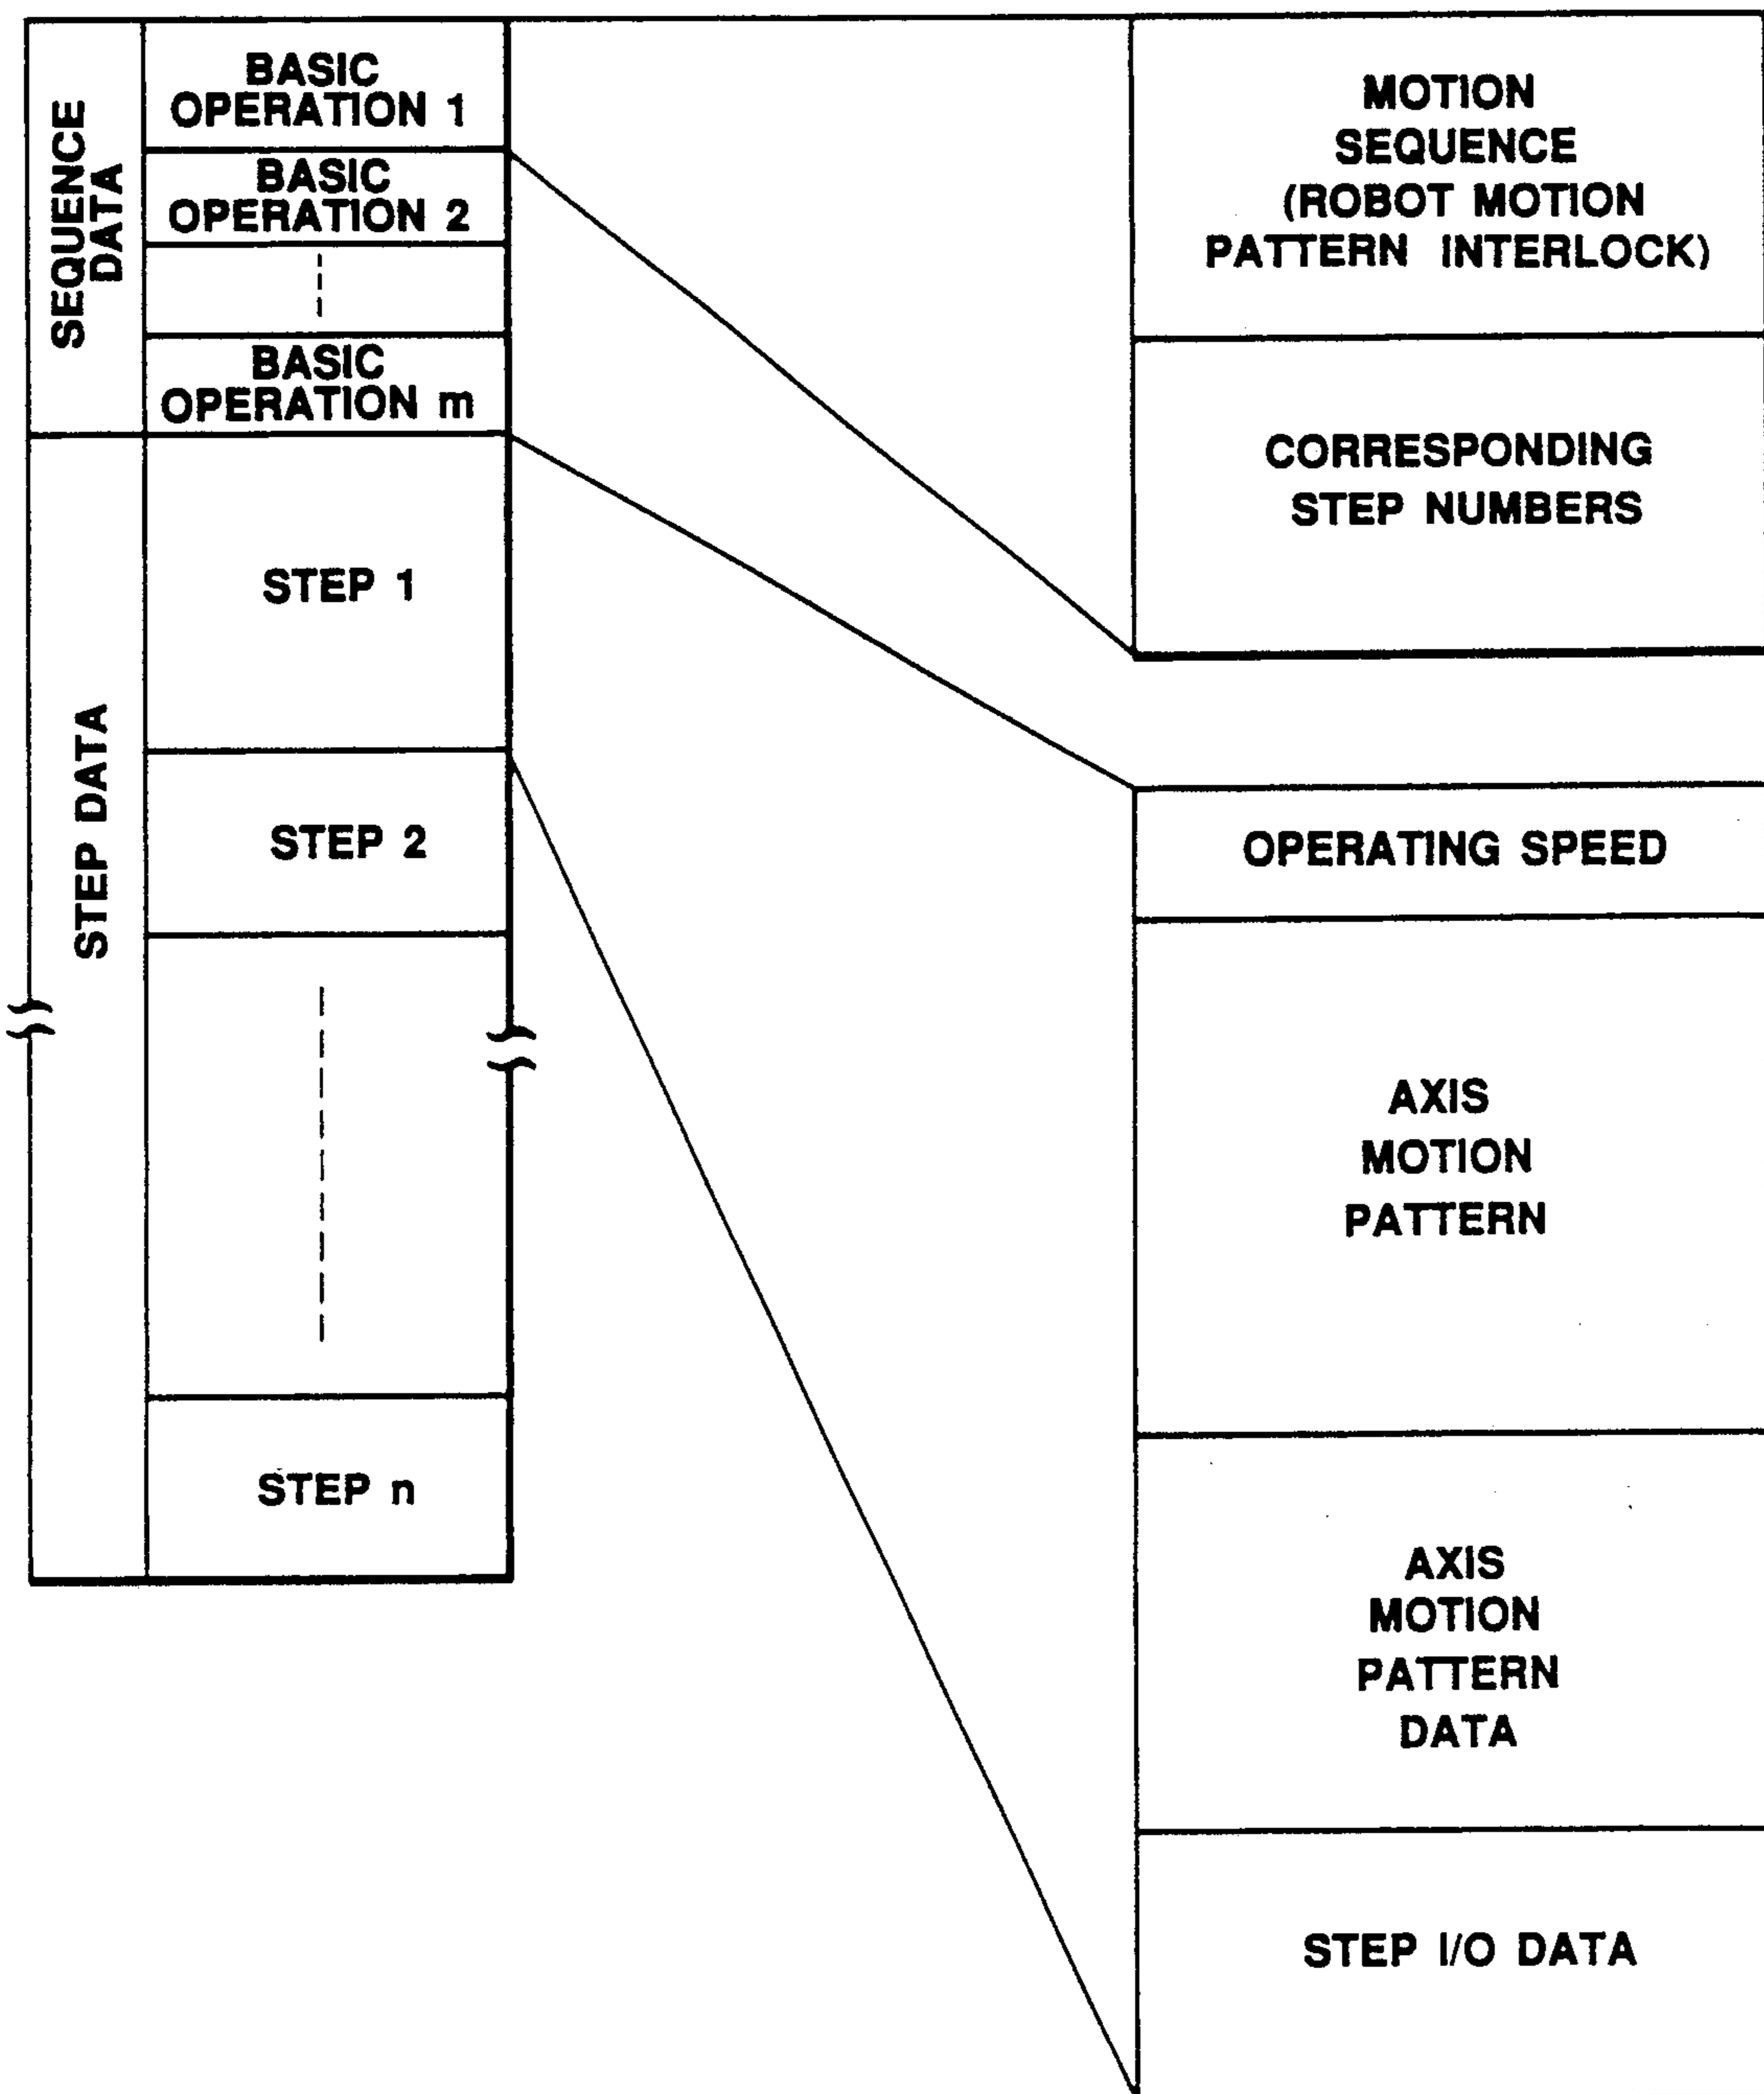 SEQUENCE
DATA
BASIC
OPERATION 1
BASIC
OPERATION 2
BASIC
OPERATION m
STEP DATA
STEP 1
STEP 2
STEP n
MOTION
SEQUENCE
(ROBOT MOTION
PATTERN INTERLOCK)
CORRESPONDING
STEP NUMBERS
OPERATING SPEED
AXIS
MOTION
PATTERN
AXIS
MOTION
PATTERN
DATA
STEP I/O DATA